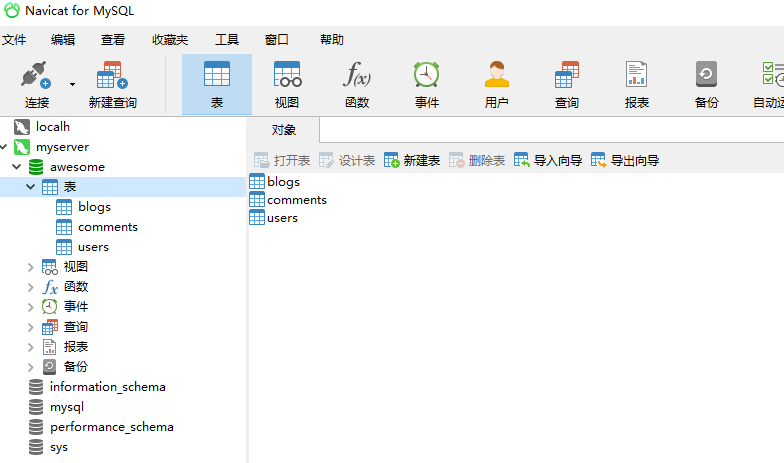 Navicat for MySQL
文件 编辑 查看 收藏夹 工具 窗口 帮助
连接 新建查询 表 视图 函数 事件 用户 查询 报表 备份
localh
对象
myserver
awesome
打开表 设计表 新建表 删除表 导入向导 导出向导
表
blogs
comments
users
blogs
comments
users
视图
函数
事件
查询
报表
备份
information_schema
mysql
performance_schema
sys